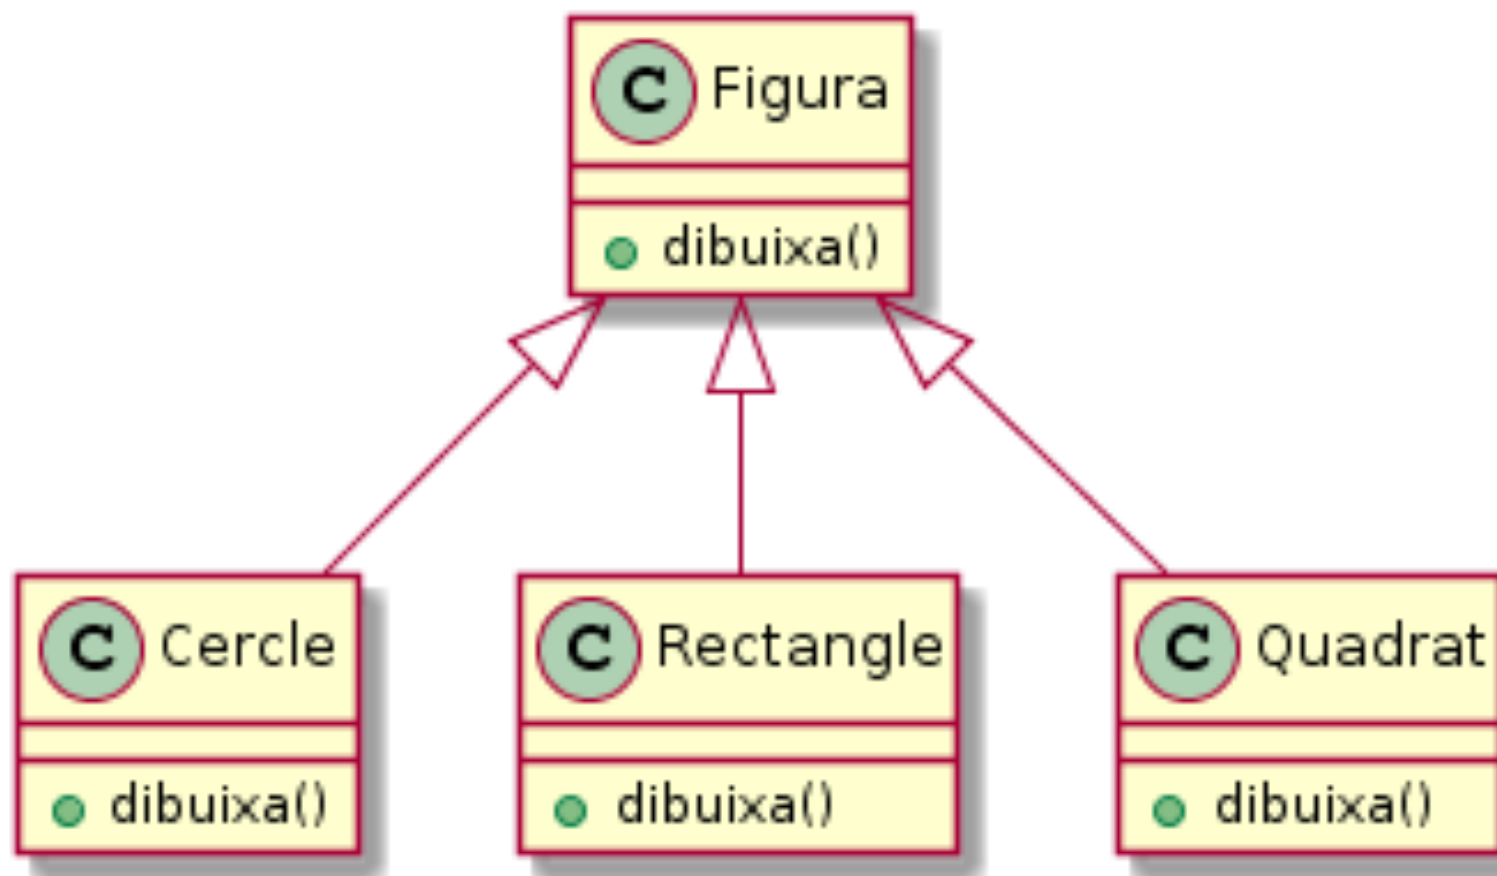 C Figura
dibuixa()
C Cercle
dibuixa()
C Rectangle
dibuixa()
C Quadrat
dibuixa()